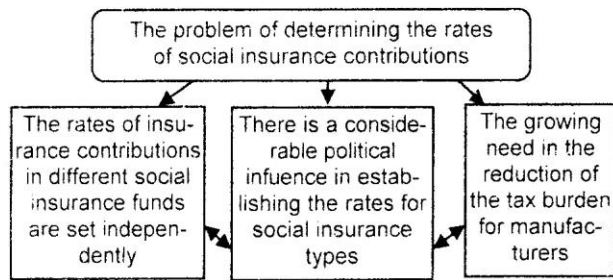 The problem of determining the rates
of social insurance contributions
The rates of insu-
rance contributions
in different social
insurance funds
are set indepen-
dently
There is a conside-
rable political
infuence in estab-
lishing the rates for
social insurance
types
The growing
need in the
reduction of
the tax burden
for manufac-
turers